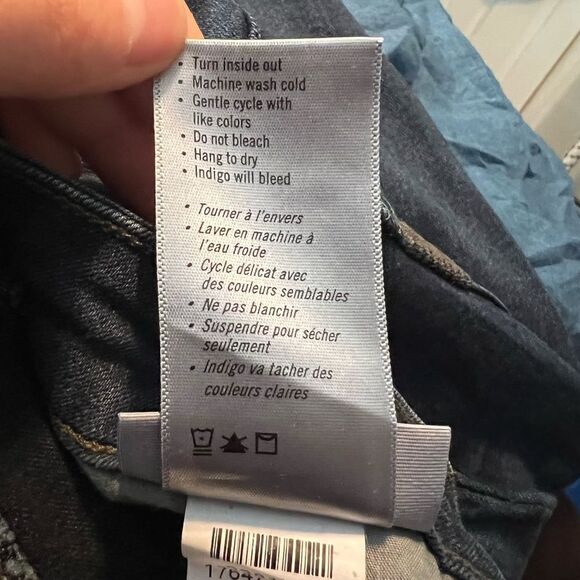 • Turn inside out
• Machine wash cold
• Gentle cycle with
like colors
• Do not bleach
• Hang to dry
• Indigo will bleed
• Tourner à l'envers
• Laver en machine à
l'eau froide
• Cycle délicat avec
des couleurs semblables
• Ne pas blanchir
• Suspendre pour sécher
seulement
• Indigo va tacher des
couleurs claires